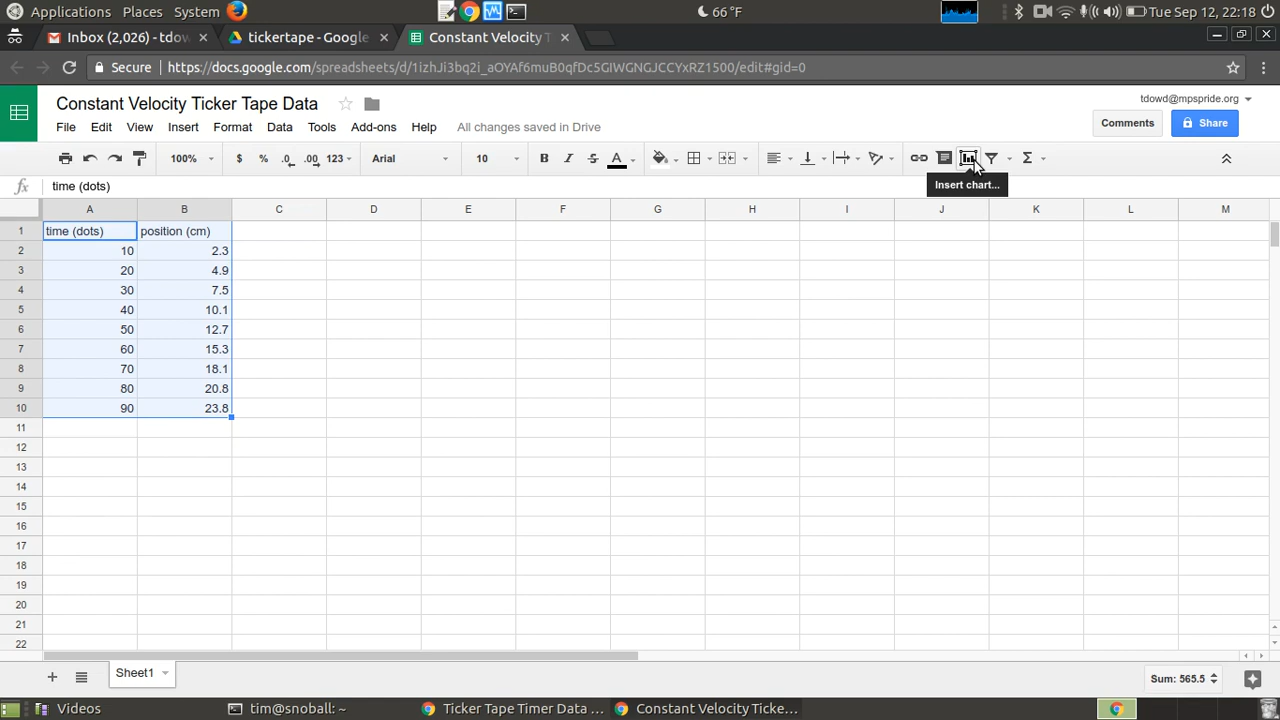 Applications Places System 66 °F Tue Sep 12, 22:18
Inbox (2,026) - tdow × tickertape - Google × Constant Velocity T ×
Secure https://docs.google.com/spreadsheets/d/1izhJi3bq2i_aOYAf6muB0qfDc5GIWGNGJCCYxRZ1500/edit#gid=0
Constant Velocity Ticker Tape Data tdowd@mpspride.org
File Edit View Insert Format Data Tools Add-ons Help All changes saved in Drive Comments Share
100% $ % .0 .00 123 Arial 10 B I S A Σ
Insert chart...
fx time (dots)
A B C D E F G H I J K L M
1 time (dots) position (cm)
2 10 2.3
3 20 4.9
4 30 7.5
5 40 10.1
6 50 12.7
7 60 15.3
8 70 18.1
9 80 20.8
10 90 23.8
11
12
13
14
15
16
17
18
19
20
21
22
+ Sheet1 Sum: 565.5
Videos tim@snoball: ~ Ticker Tape Timer Data ... Constant Velocity Ticke...